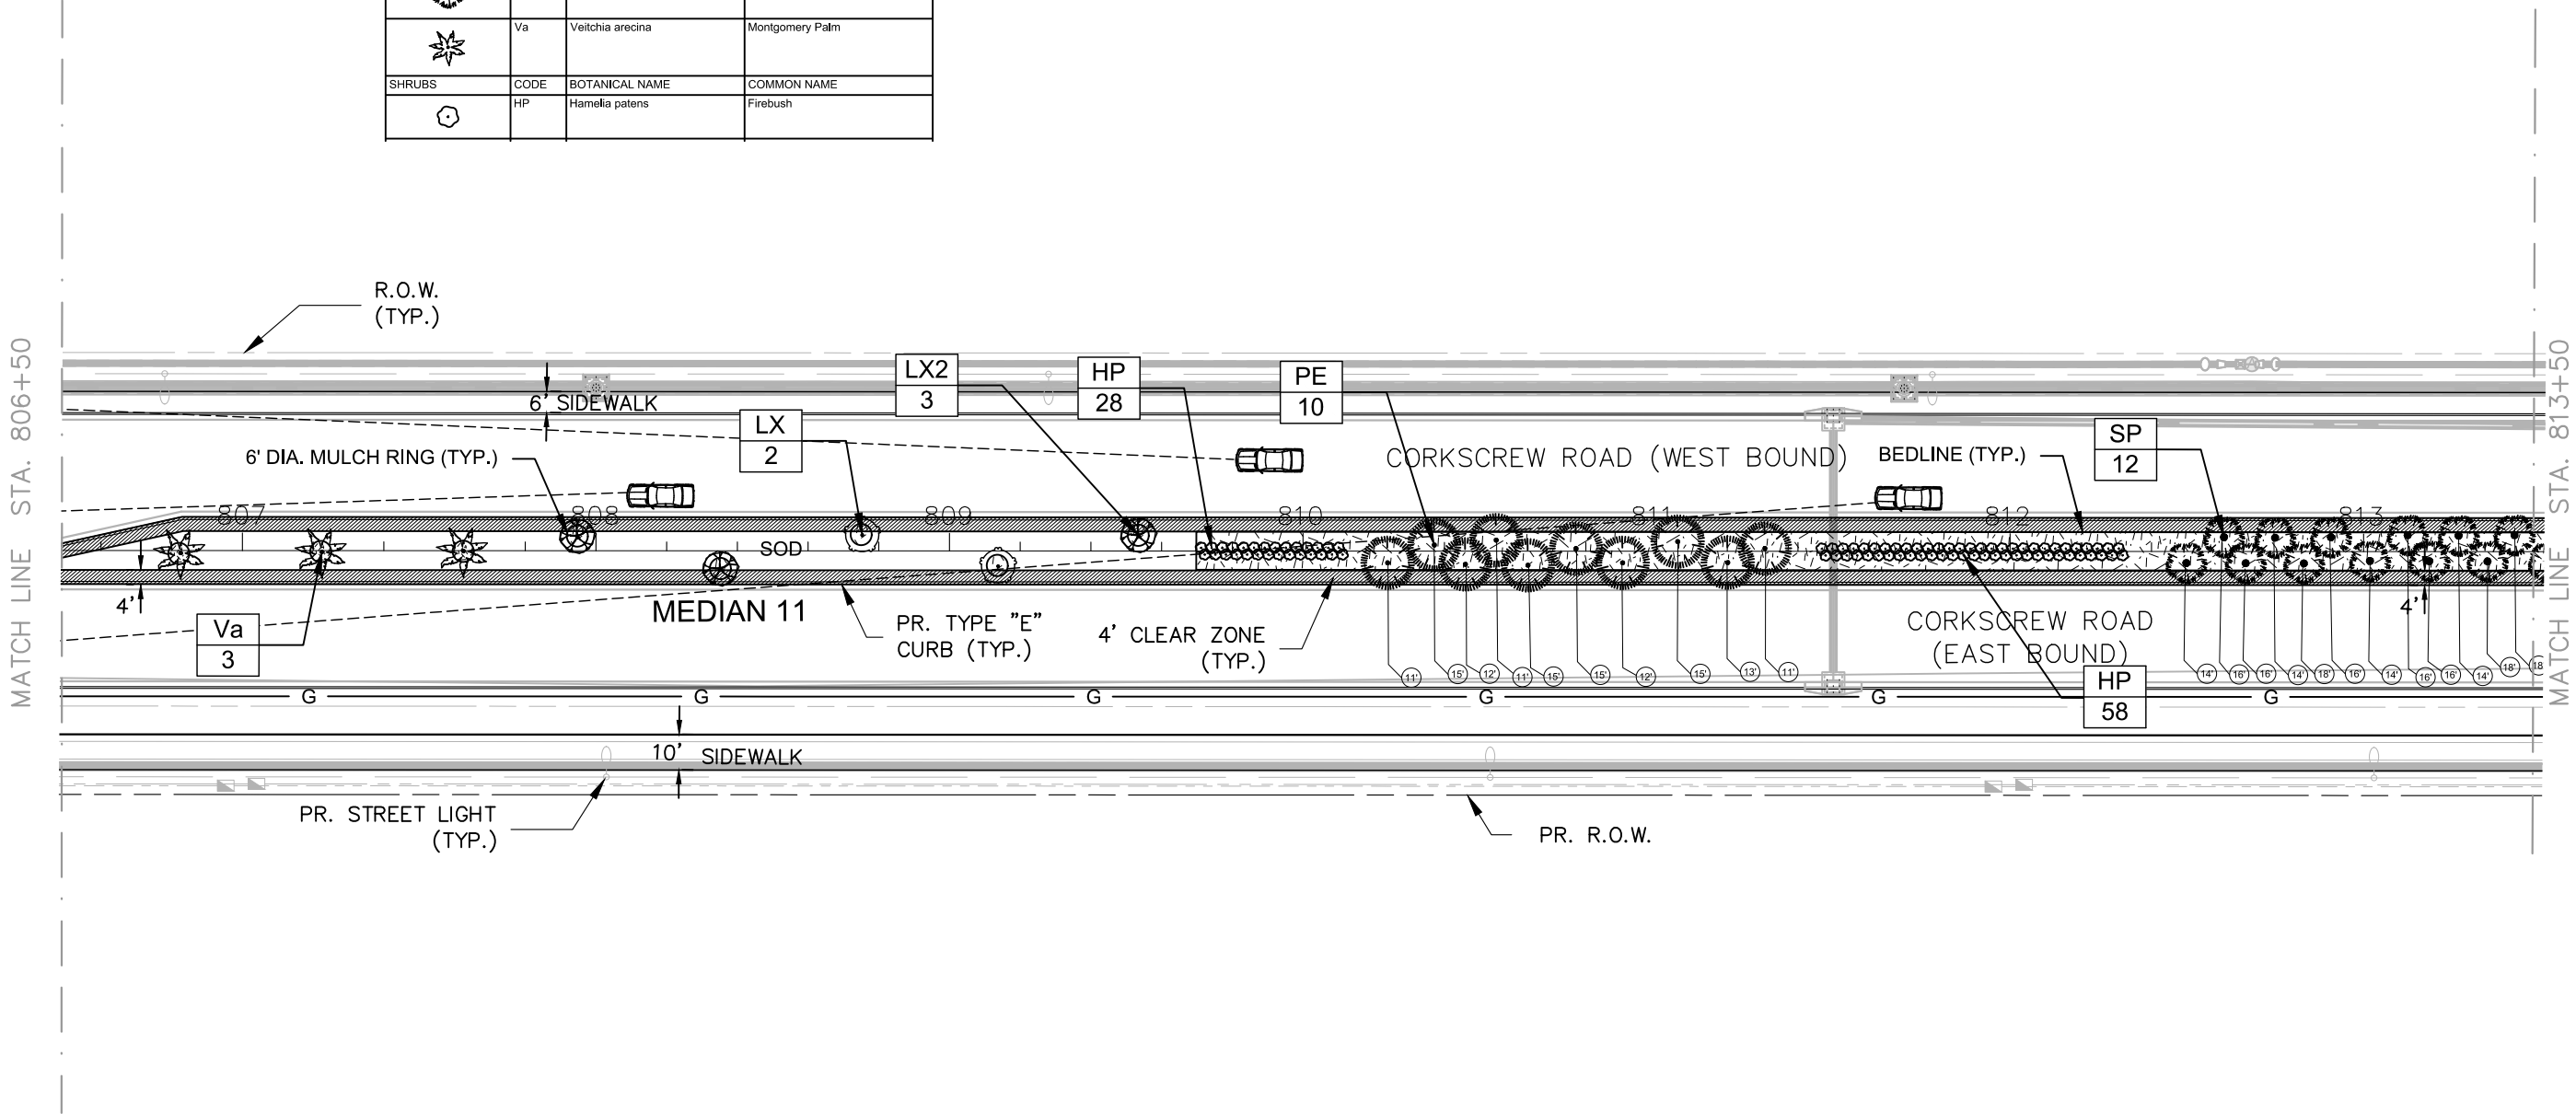 Va Veitchia arecina Montgomery Palm
SHRUBS CODE BOTANICAL NAME COMMON NAME
HP Hamelia patens Firebush
R.O.W.
(TYP.)
MATCH LINE STA. 806+50
MATCH LINE STA. 813+50
6' SIDEWALK
LX2
3
HP
28
PE
10
LX
2
6' DIA. MULCH RING (TYP.)
CORKSCREW ROAD (WEST BOUND)
BEDLINE (TYP.)
SP
12
807
808
809
810
811
812
813
SOD
4'
Va
3
MEDIAN 11
PR. TYPE "E"
CURB (TYP.)
4' CLEAR ZONE
(TYP.)
CORKSCREW ROAD
(EAST BOUND)
4'
11' 15' 12' 11' 15' 15' 12' 15' 13' 11'
14' 16' 16' 14' 18' 16' 14' 16' 16' 14' 18' 18
HP
58
G G G G G G
10' SIDEWALK
PR. STREET LIGHT
(TYP.)
PR. R.O.W.